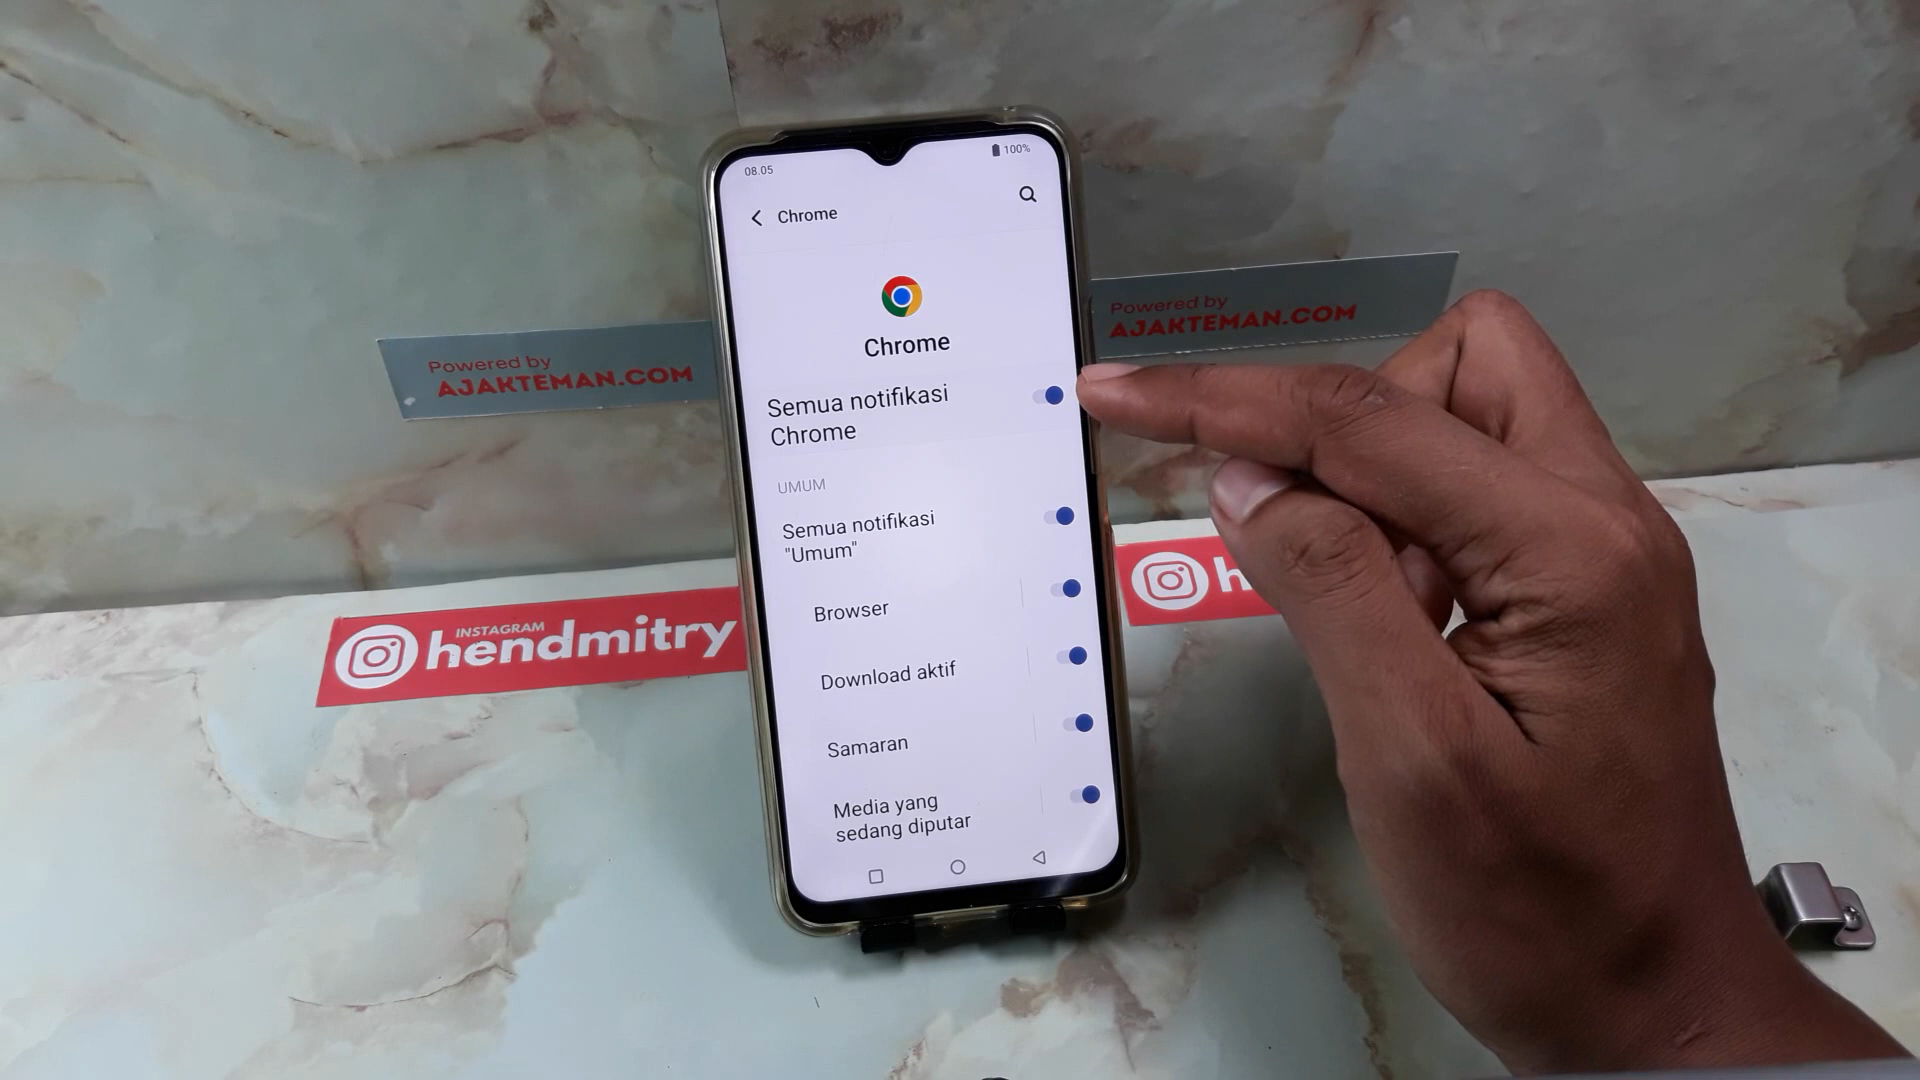 08.05
100%
Chrome
Chrome
Semua notifikasi
Chrome
UMUM
Semua notifikasi
"Umum"
Browser
Download aktif
Samaran
Media yang
sedang diputar
Powered by
AJAKTEMAN.COM
Powered by
AJAKTEMAN.COM
INSTAGRAM
hendmitry
h